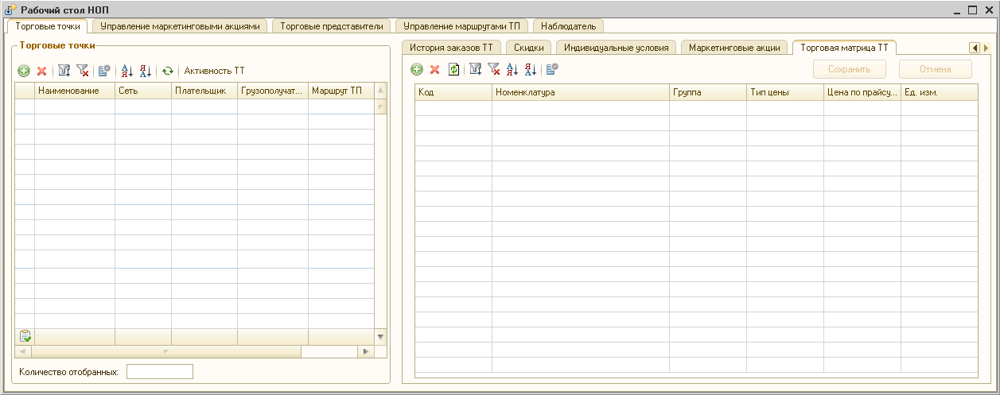 Рабочий стол НОП
Торговые точки Управление маркетинговыми акциями Торговые представители Управление маршрутами ТП Наблюдатель
Торговые точки
Активность ТТ
Наименование Сеть Плательщик Грузополучат... Маршрут ТП
Количество отобранных:
История заказов ТТ Скидки Индивидуальные условия Маркетинговые акции Торговая матрица ТТ
Сохранить Отмена
Код Номенклатура Группа Тип цены Цена по прайсу... Ед. изм.